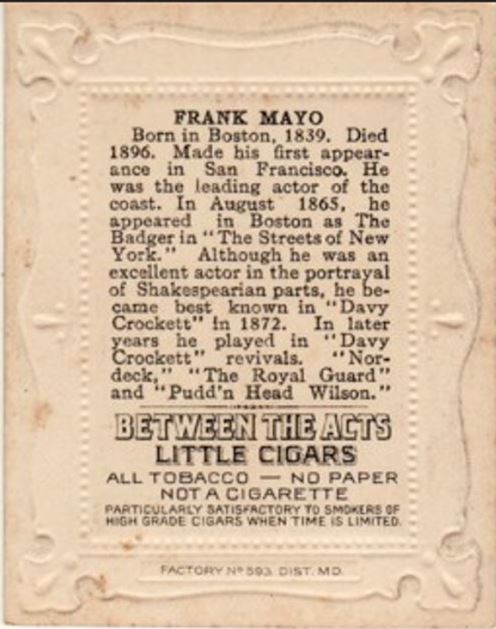 FRANK MAYO
Born in Boston, 1839. Died
1896. Made his first appear-
ance in San Francisco. He
was the leading actor of the
coast. In August 1865, he
appeared in Boston as The
Badger in "The Streets of New
York." Although he was an
excellent actor in the portrayal
of Shakespearian parts, he be-
came best known in "Davy
Crockett" in 1872. In later
years he played in "Davy
Crockett" revivals. "Nor-
deck," "The Royal Guard"
and "Pudd'n Head Wilson."
BETWEEN THE ACTS
LITTLE CIGARS
ALL TOBACCO — NO PAPER
NOT A CIGARETTE
PARTICULARLY SATISFACTORY TO SMOKERS OF
HIGH GRADE CIGARS WHEN TIME IS LIMITED.
FACTORY Nº 593. DIST. MD.